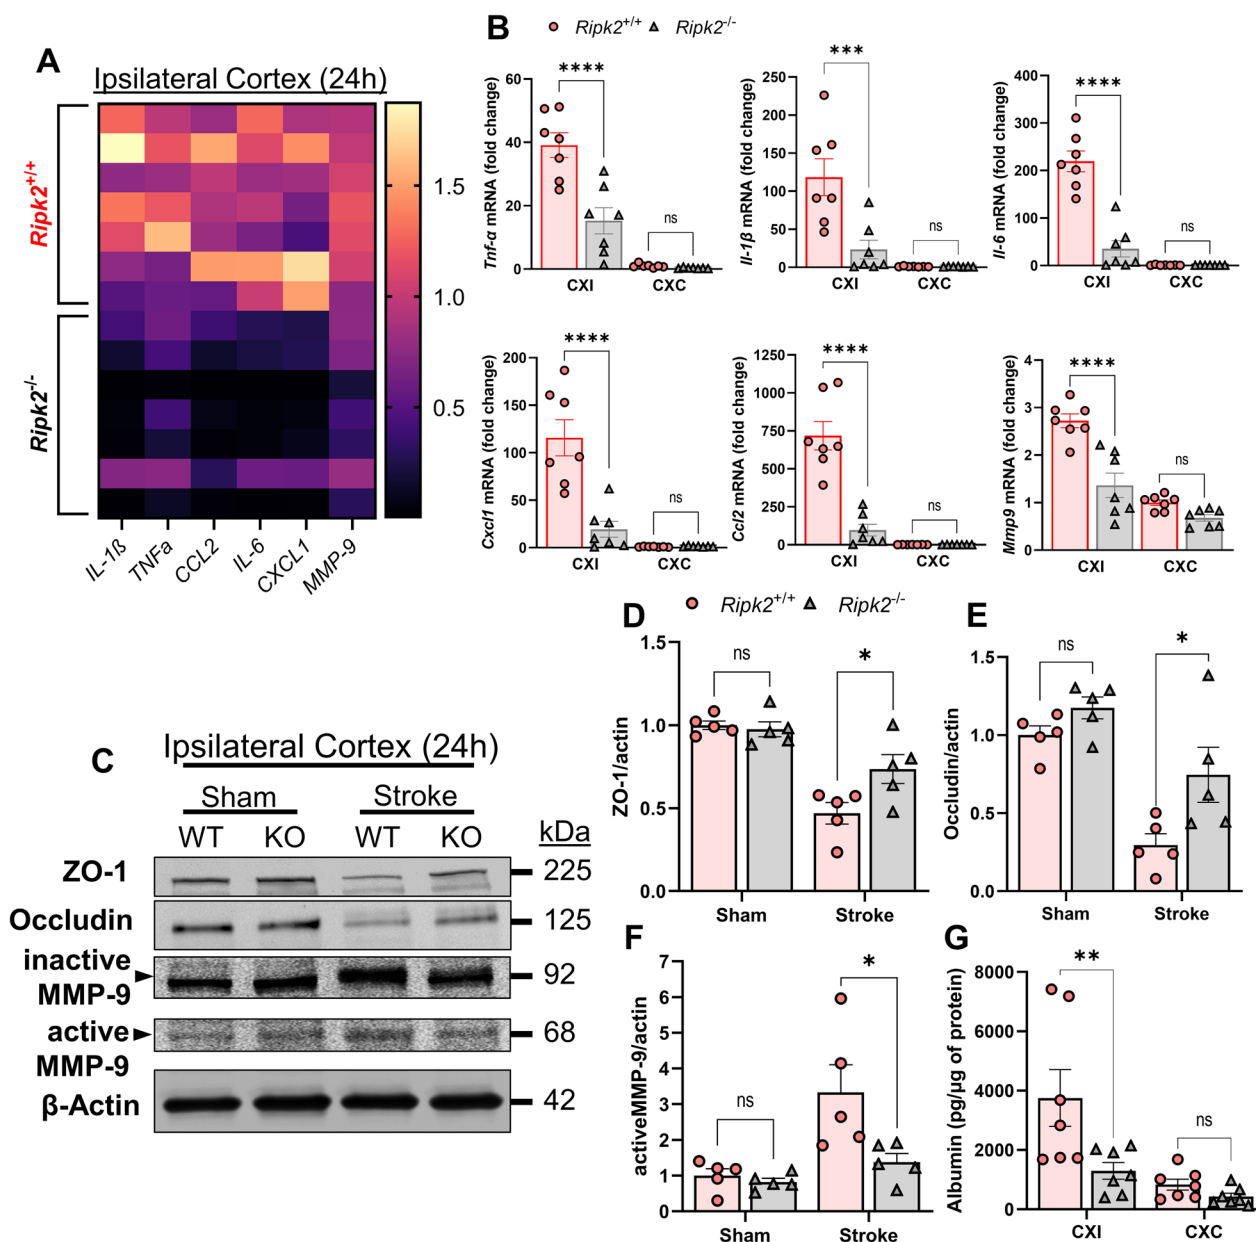 A
Ipsilateral Cortex (24h)
Ripk2+/+
Ripk2-/-
1.5
1.0
0.5
IL-1ß
TNFa
CCL2
IL-6
CXCL1
MMP-9
B
Ripk2+/+ Ripk2-/-
Tnf-α mRNA (fold change)
60
40
20
0
****
ns
CXI CXC
Il-1β mRNA (fold change)
250
200
150
100
50
0
***
ns
CXI CXC
Il-6 mRNA (fold change)
400
300
200
100
0
****
ns
CXI CXC
Cxcl1 mRNA (fold change)
200
150
100
50
0
****
ns
CXI CXC
Ccl2 mRNA (fold change)
1250
1000
750
500
250
0
****
ns
CXI CXC
Mmp9 mRNA (fold change)
4
3
2
1
0
****
ns
CXI CXC
C
Ipsilateral Cortex (24h)
Sham Stroke
WT KO WT KO kDa
ZO-1 225
Occludin 125
inactive
MMP-9 92
active
MMP-9 68
β-Actin 42
Ripk2+/+ Ripk2-/-
D
ZO-1/actin
1.5
1.0
0.5
0.0
ns
*
Sham Stroke
E
Occludin/actin
1.5
1.0
0.5
0.0
ns
*
Sham Stroke
F
activeMMP-9/actin
7
6
5
4
3
2
1
0
ns
*
Sham Stroke
G
Albumin (pg/µg of protein)
8000
6000
4000
2000
0
**
ns
CXI CXC